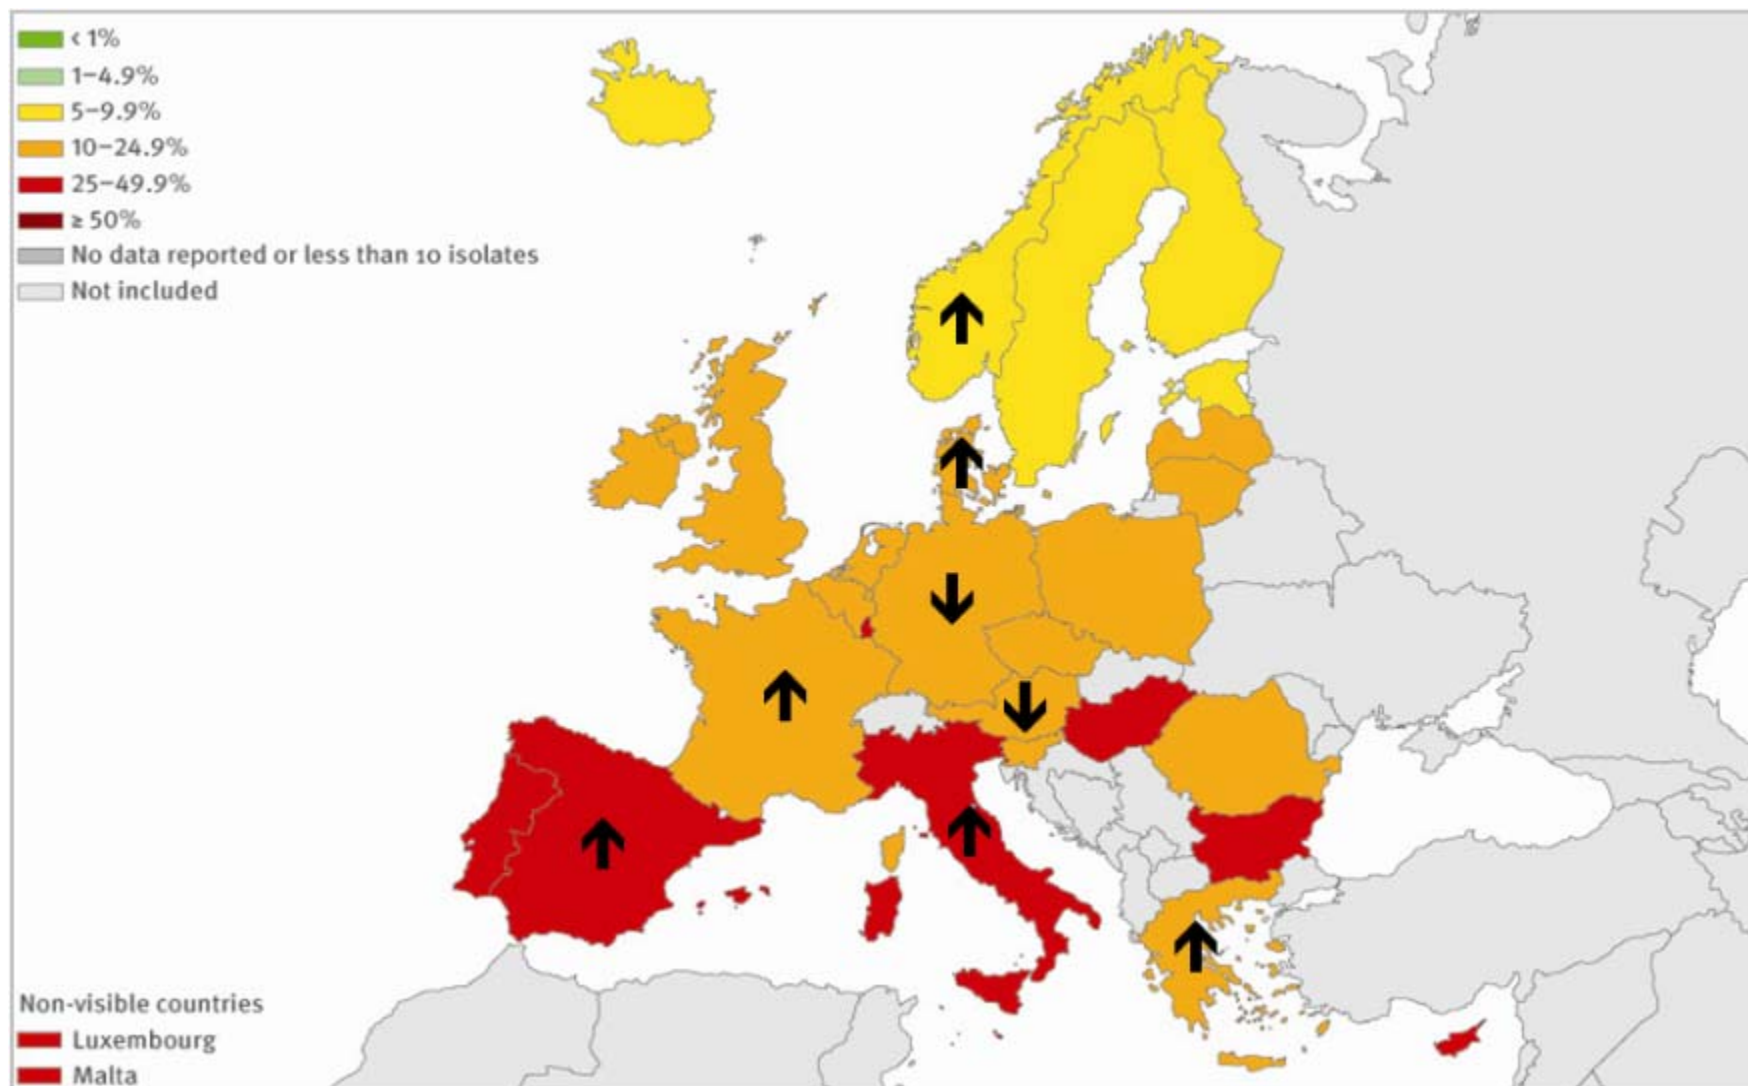 < 1%
1–4.9%
5–9.9%
10–24.9%
25–49.9%
≥ 50%
No data reported or less than 10 isolates
Not included
Non-visible countries
Luxembourg
Malta